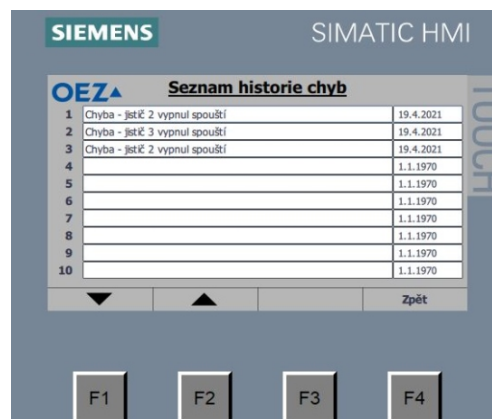 SIEMENS
SIMATIC HMI
TOUCH
OEZ
Seznam historie chyb
1 Chyba - jistič 2 vypnul spouští 19.4.2021
2 Chyba - jistič 3 vypnul spouští 19.4.2021
3 Chyba - jistič 2 vypnul spouští 19.4.2021
4 1.1.1970
5 1.1.1970
6 1.1.1970
7 1.1.1970
8 1.1.1970
9 1.1.1970
10 1.1.1970
Zpět
F1 F2 F3 F4